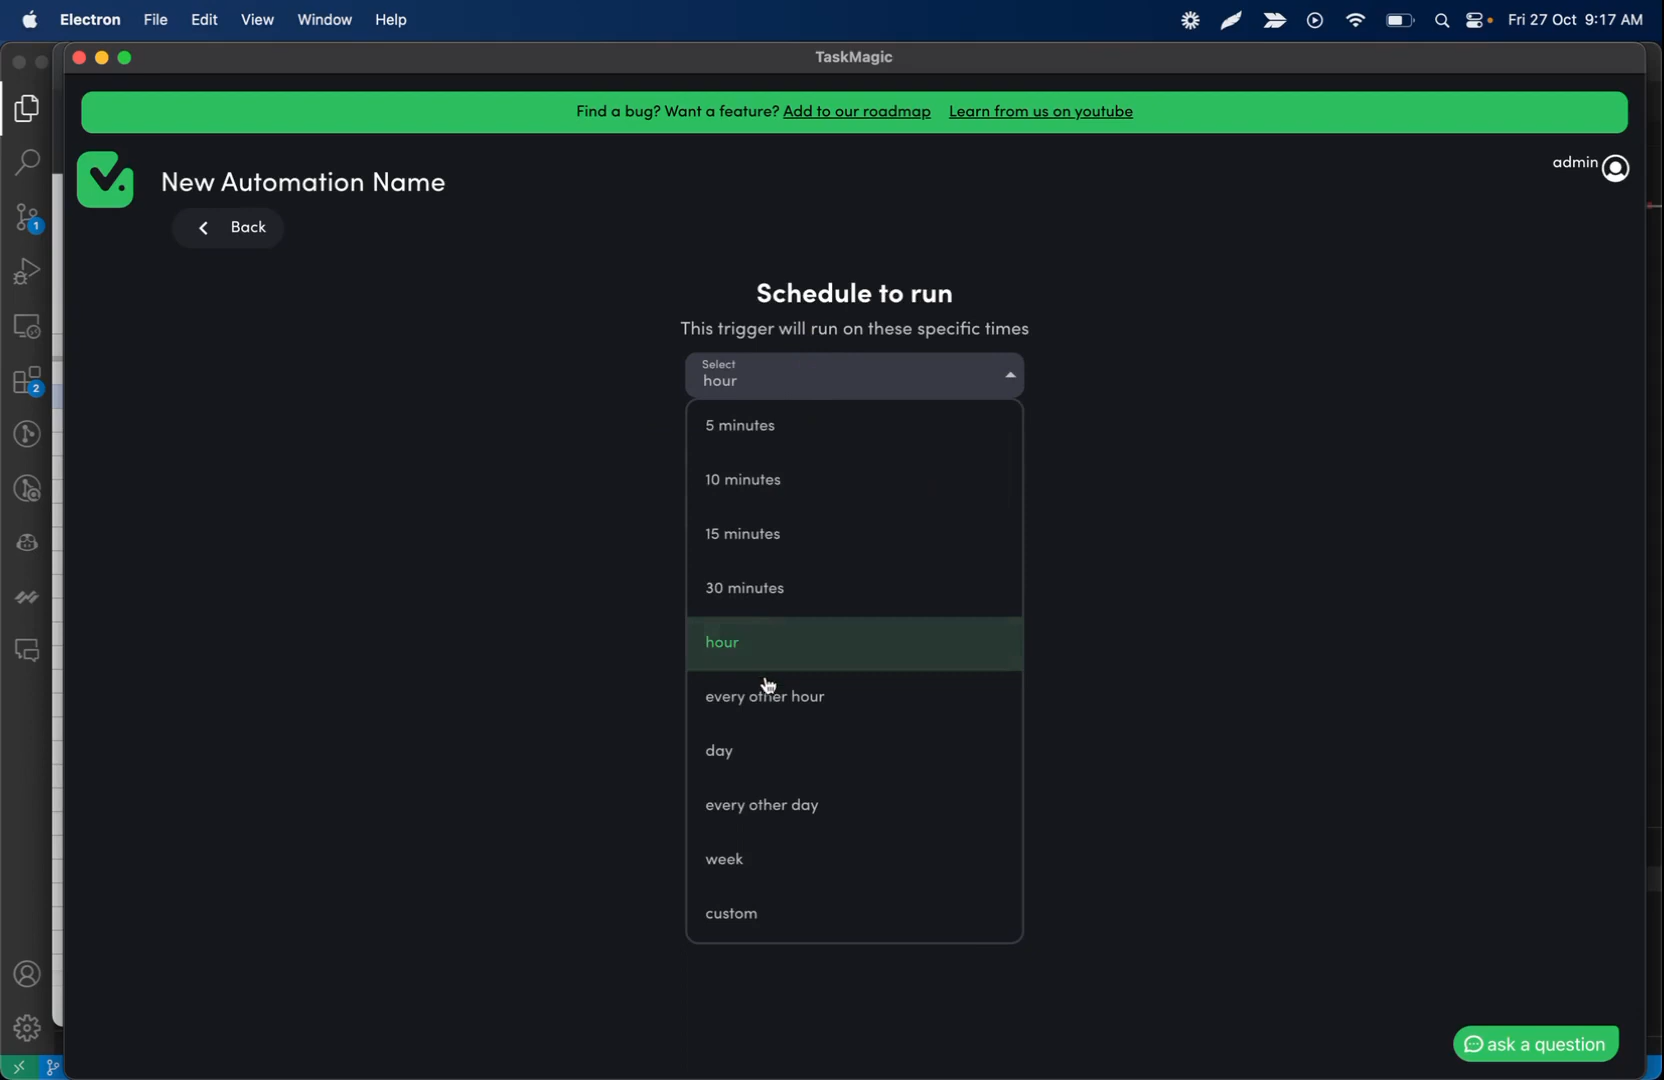 Electron File Edit View Window Help Fri 27 Oct 9:17 AM
TaskMagic
Find a bug? Want a feature? Add to our roadmap Learn from us on youtube
New Automation Name
admin
Back
1
2
Schedule to run
This trigger will run on these specific times
Select
hour
5 minutes
10 minutes
15 minutes
30 minutes
hour
every other hour
day
every other day
week
custom
ask a question